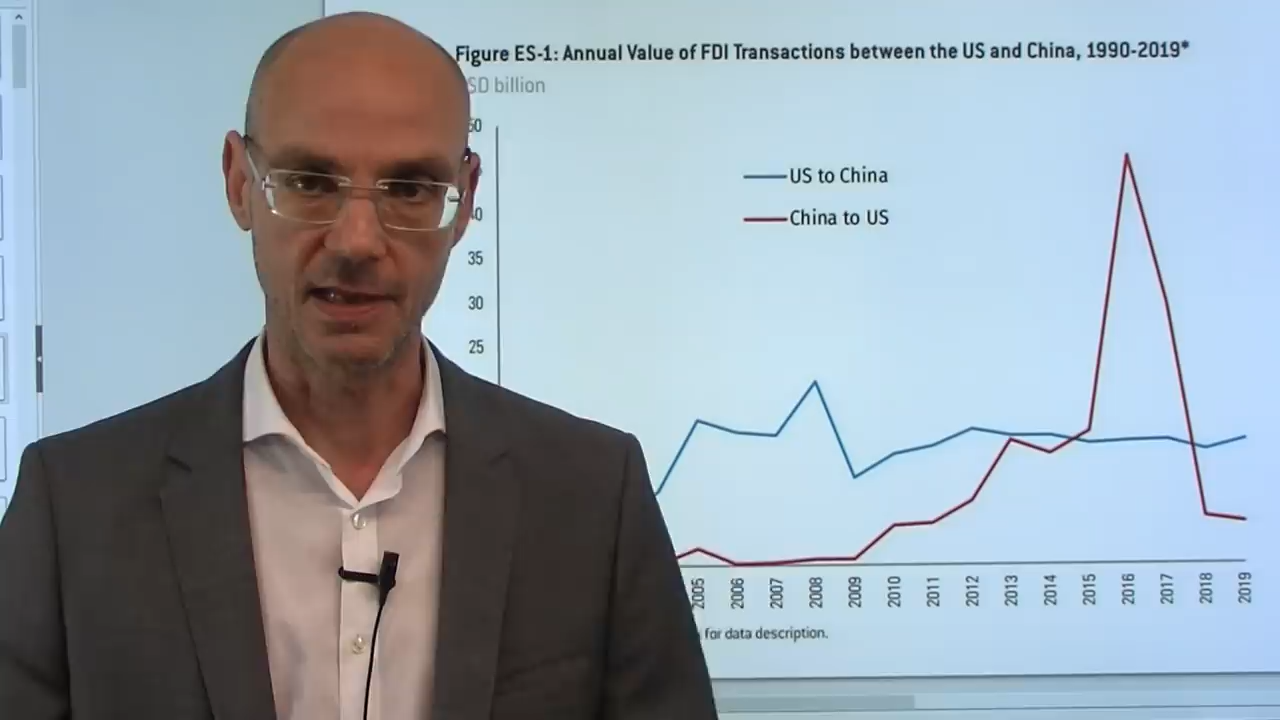 Figure ES-1: Annual Value of FDI Transactions between the US and China, 1990-2019*
SD billion
50
US to China
China to US
40
35
30
25
2005 2006 2007 2008 2009 2010 2011 2012 2013 2014 2015 2016 2017 2018 2019
for data description.